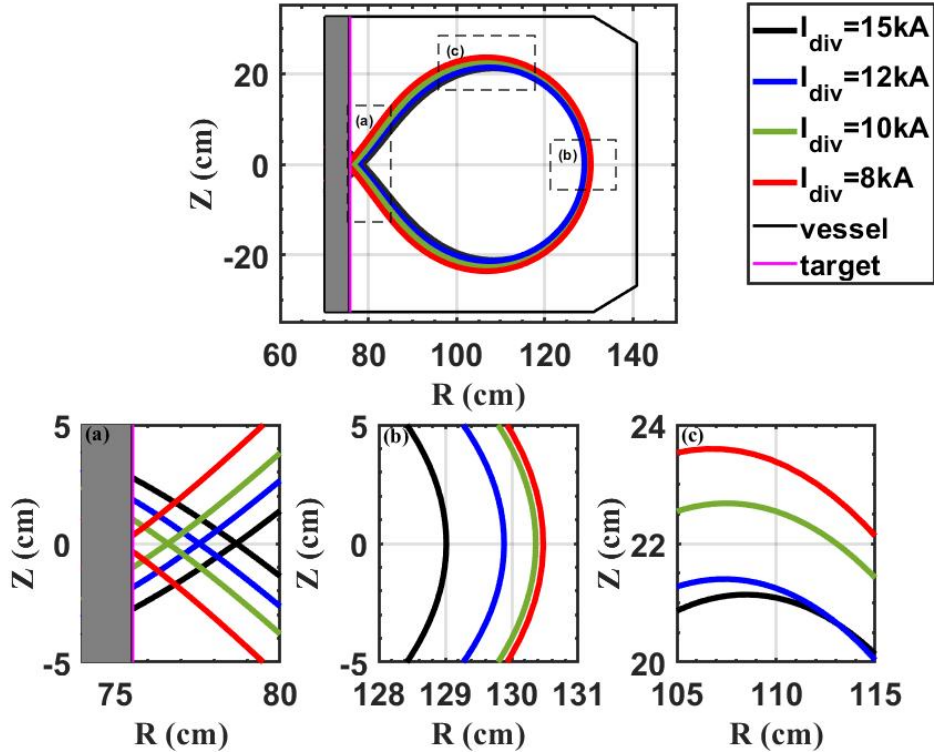 20
0
-20
Z (cm)
60
80
100
120
140
R (cm)
(a)
(b)
(c)
I_div=15kA
I_div=12kA
I_div=10kA
I_div=8kA
vessel
target
(a)
5
0
-5
Z (cm)
75
80
R (cm)
(b)
5
0
-5
Z (cm)
128
129
130
131
R (cm)
(c)
24
22
20
Z (cm)
105
110
115
R (cm)